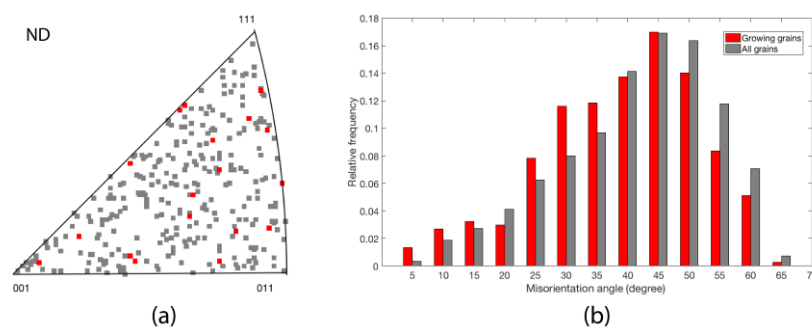 ND
111
001
011
(a)
0.18
0.16
0.14
0.12
0.1
0.08
0.06
0.04
0.02
0
Relative frequency
Growing grains
All grains
5 10 15 20 25 30 35 40 45 50 55 60 65 7
Misorientation angle (degree)
(b)